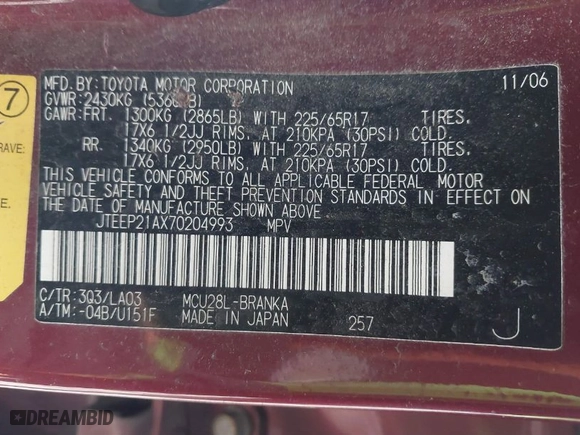 MFD. BY: TOYOTA MOTOR CORPORATION 11/06
GVWR: 2430KG
GAWR: FRT. 1300KG (2865LB) WITH 225/65R17 TIRES,
17X6 1/2JJ RIMS, AT 210KPA (30PSI) COLD.
RR. 1340KG (2950LB) WITH 225/65R17 TIRES,
17X6 1/2JJ RIMS, AT 210KPA (30PSI) COLD.
THIS VEHICLE CONFORMS TO ALL APPLICABLE FEDERAL MOTOR
VEHICLE SAFETY AND THEFT PREVENTION STANDARDS IN EFFECT ON
THE DATE OF MANUFACTURE SHOWN ABOVE.
JTEEP21AX70204993 MPV
C/TR: 3Q3/LA03 MCU28L-BRANKA
A/TM: -04B/U151F MADE IN JAPAN 257 J
7
RAVE:
E.
DREAMBID